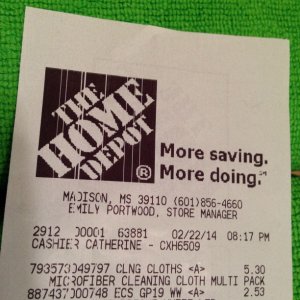 THE
HOME
DEPOT
®
More saving.
More doing.℠
MADISON, MS 39110 (601)856-4660
EMILY PORTWOOD, STORE MANAGER
2912 00001 63881 02/22/14 08:17 PM
CASHIER CATHERINE - CXH6509
793573049797 CLNG CLOTHS <A> 5.30
MICROFIBER CLEANING CLOTH MULTI PACK
887437000748 ECS GP19 WW <A> 2.53